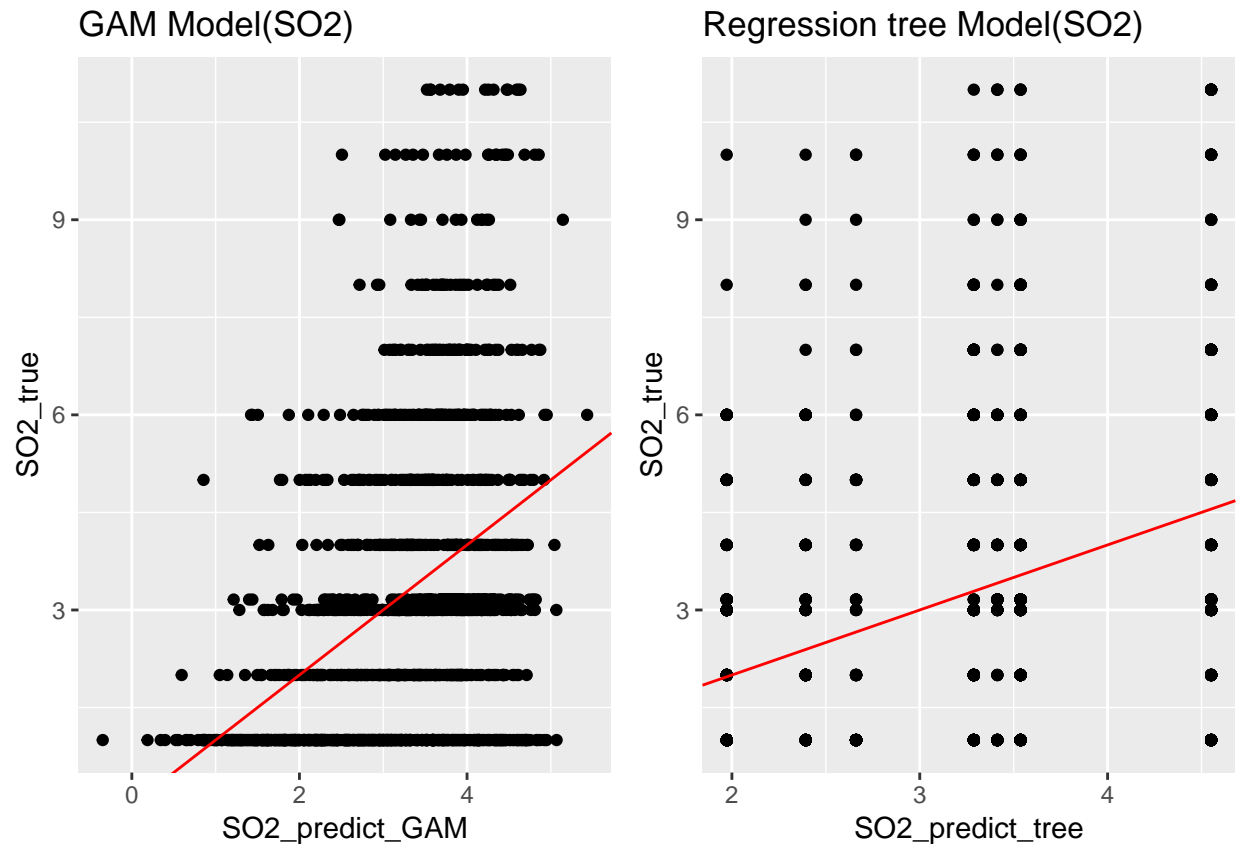 GAM Model(SO2)
SO2_true
9
6
3
0
2
4
SO2_predict_GAM
Regression tree Model(SO2)
SO2_true
9
6
3
2
3
4
SO2_predict_tree